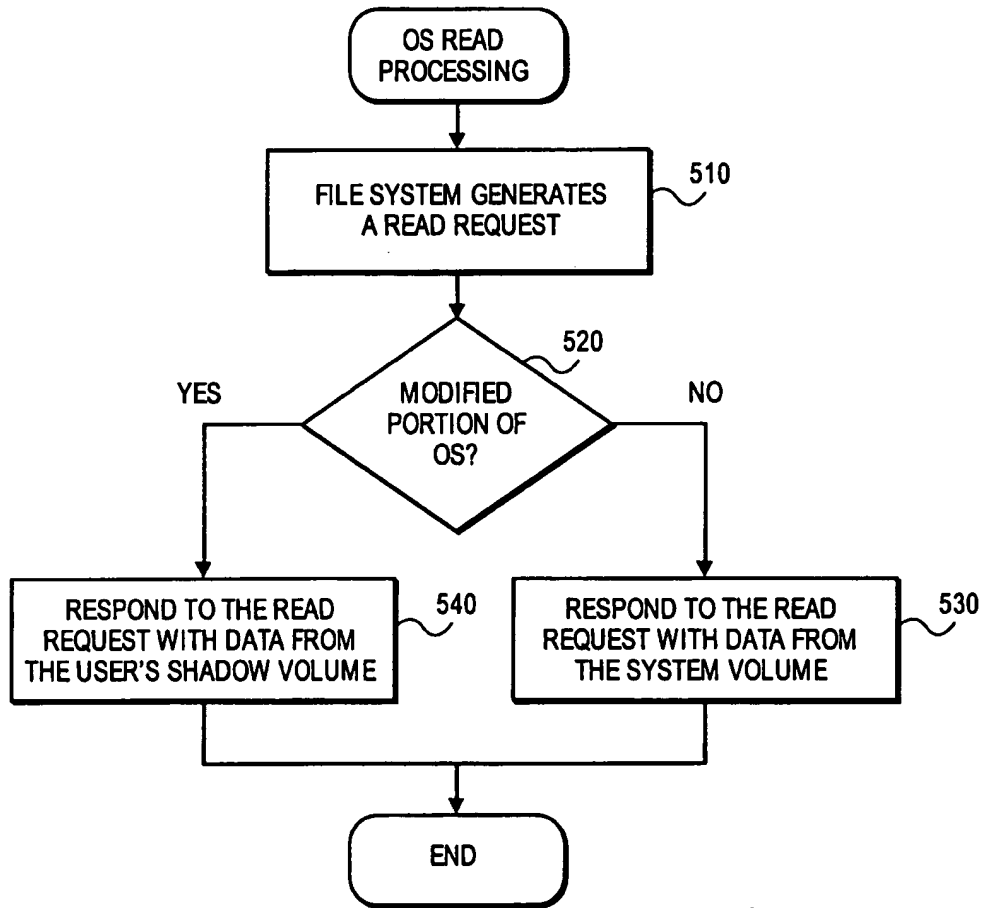 OS READ
PROCESSING
510
FILE SYSTEM GENERATES
A READ REQUEST
520
YES
MODIFIED
PORTION OF
OS?
NO
540
RESPOND TO THE READ
REQUEST WITH DATA FROM
THE USER'S SHADOW VOLUME
530
RESPOND TO THE READ
REQUEST WITH DATA FROM
THE SYSTEM VOLUME
END